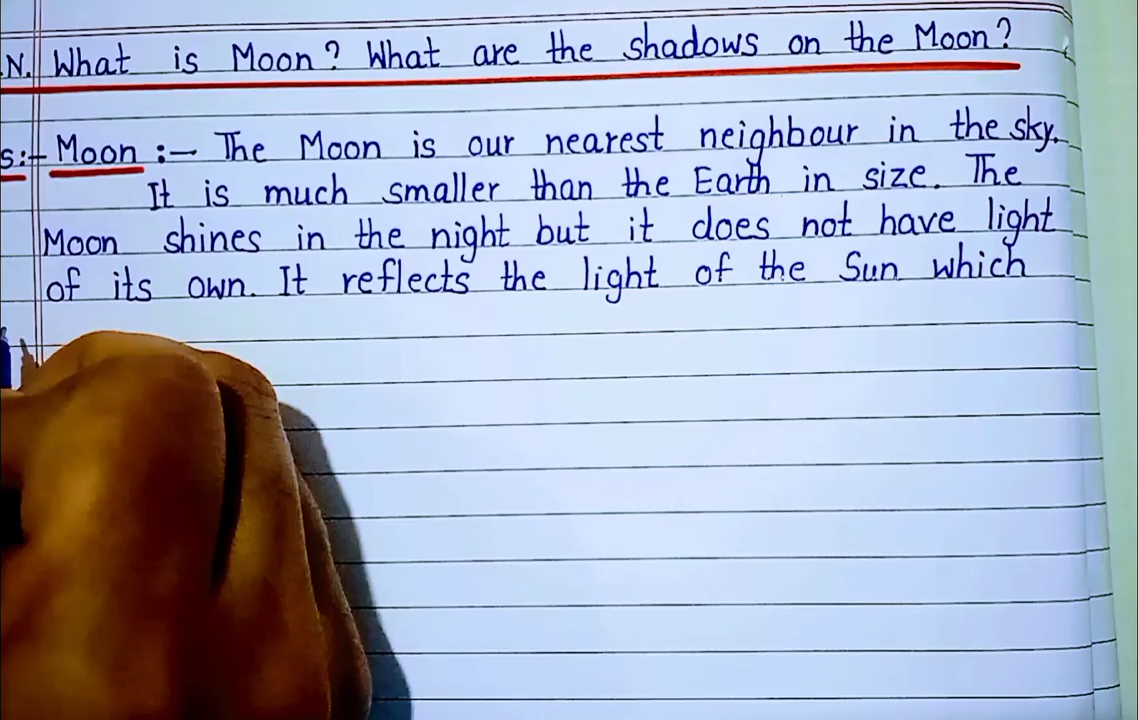 N. What is Moon? What are the shadows on the Moon?
s:- Moon :- The Moon is our nearest neighbour in the sky.
It is much smaller than the Earth in size. The
Moon shines in the night but it does not have light
of its own. It reflects the light of the Sun which